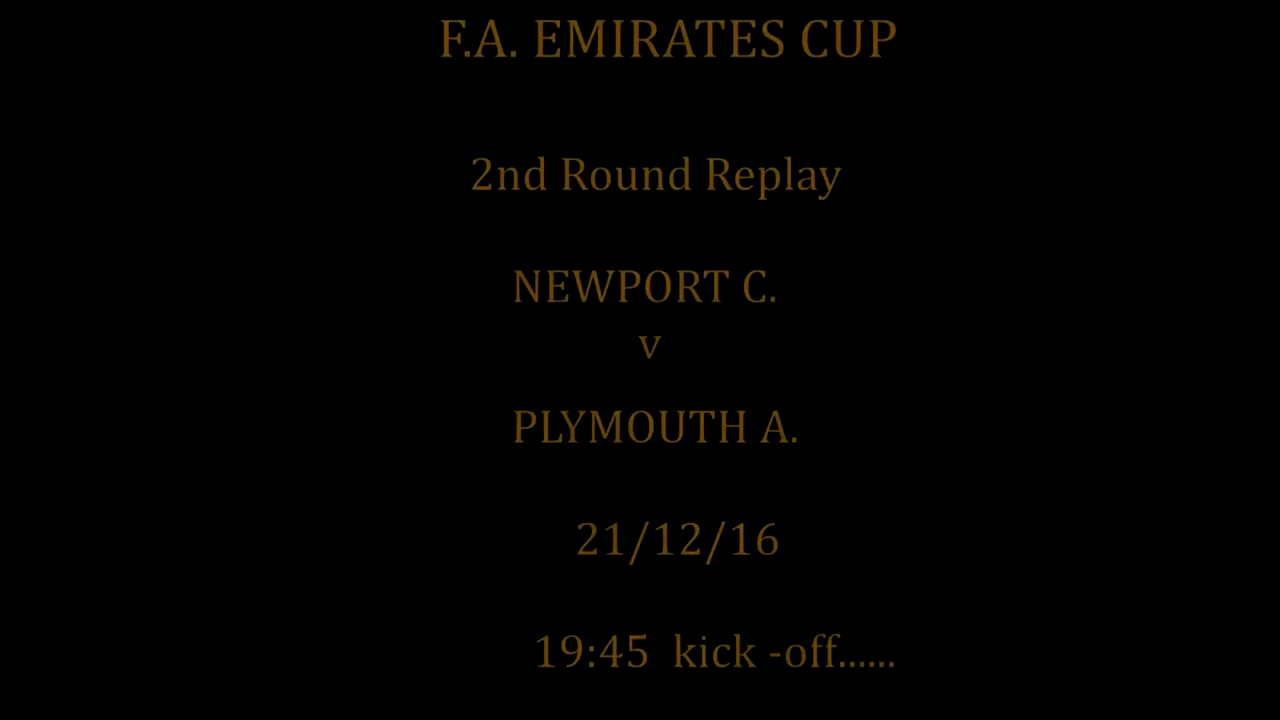 F.A. EMIRATES CUP
2nd Round Replay
NEWPORT C.
v
PLYMOUTH A.
21/12/16
19:45 kick -off......